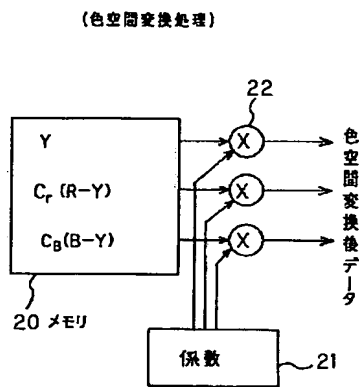 (色空間変換処理)
22
Y
X
Cr (R-Y)
X
CB(B-Y)
X
色空間変換後データ
20 メモリ
係数
21